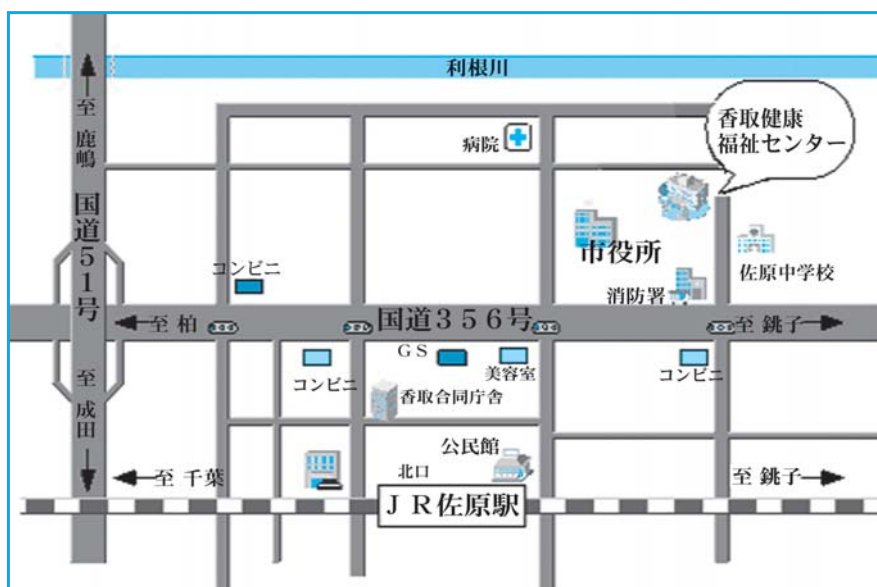 利根川
至 鹿嶋
香取健康
福祉センター
病院
国道51号
市役所
佐原中学校
コンビニ
消防署
至 柏
国道356号
至 銚子
GS
美容室
コンビニ
コンビニ
至 成田
香取合同庁舎
公民館
至 千葉
北口
至 銚子
JR佐原駅